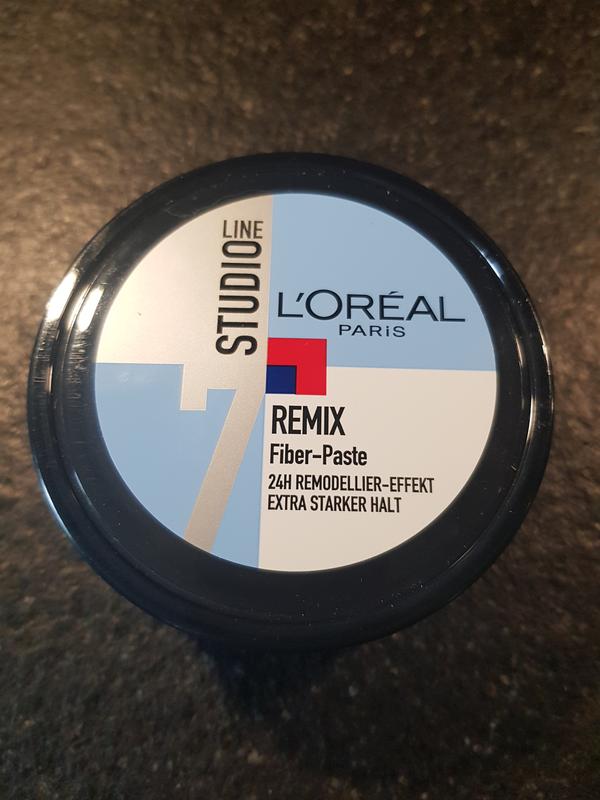 STUDIO LINE
L'ORÉAL
PARIS
7
REMIX
Fiber-Paste
24H REMODELLIER-EFFEKT
EXTRA STARKER HALT